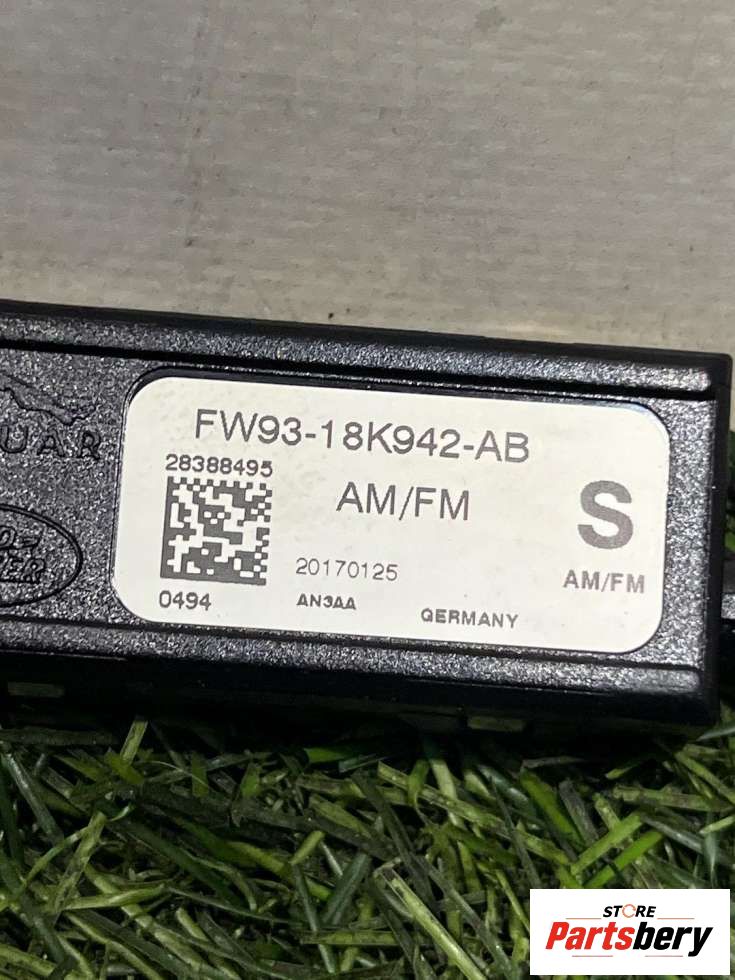 FW93-18K942-AB
28388495
AM/FM
S
AM/FM
20170125
0494
AN3AA
GERMANY
UAR
STORE
Partsbery